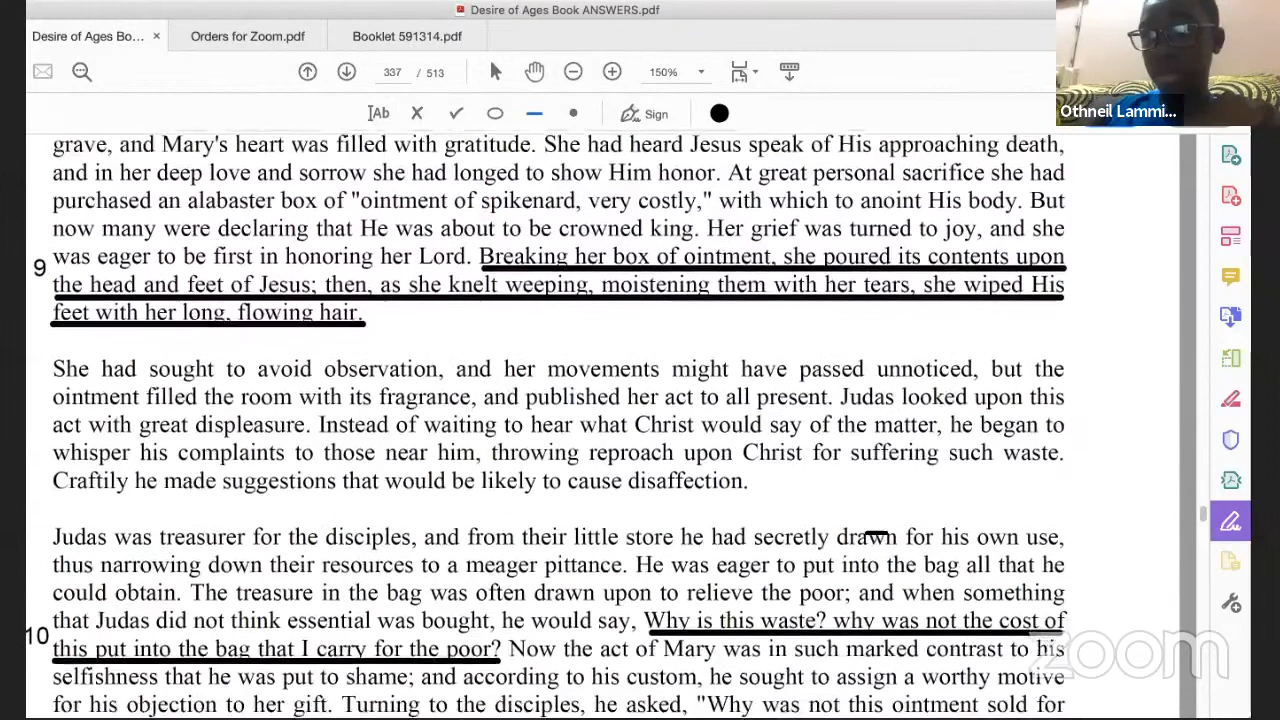 Desire of Ages Book ANSWERS.pdf
Desire of Ages Bo... × Orders for Zoom.pdf Booklet 591314.pdf
337 / 513 150%
Ab Sign
Othneil Lammi...
grave, and Mary's heart was filled with gratitude. She had heard Jesus speak of His approaching death,
and in her deep love and sorrow she had longed to show Him honor. At great personal sacrifice she had
purchased an alabaster box of "ointment of spikenard, very costly," with which to anoint His body. But
now many were declaring that He was about to be crowned king. Her grief was turned to joy, and she
was eager to be first in honoring her Lord. Breaking her box of ointment, she poured its contents upon
9
the head and feet of Jesus; then, as she knelt weeping, moistening them with her tears, she wiped His
feet with her long, flowing hair.
She had sought to avoid observation, and her movements might have passed unnoticed, but the
ointment filled the room with its fragrance, and published her act to all present. Judas looked upon this
act with great displeasure. Instead of waiting to hear what Christ would say of the matter, he began to
whisper his complaints to those near him, throwing reproach upon Christ for suffering such waste.
Craftily he made suggestions that would be likely to cause disaffection.
Judas was treasurer for the disciples, and from their little store he had secretly drawn for his own use,
thus narrowing down their resources to a meager pittance. He was eager to put into the bag all that he
could obtain. The treasure in the bag was often drawn upon to relieve the poor; and when something
that Judas did not think essential was bought, he would say, Why is this waste? why was not the cost of
10
this put into the bag that I carry for the poor? Now the act of Mary was in such marked contrast to his
selfishness that he was put to shame; and according to his custom, he sought to assign a worthy motive
for his objection to her gift. Turning to the disciples, he asked, "Why was not this ointment sold for
zoom